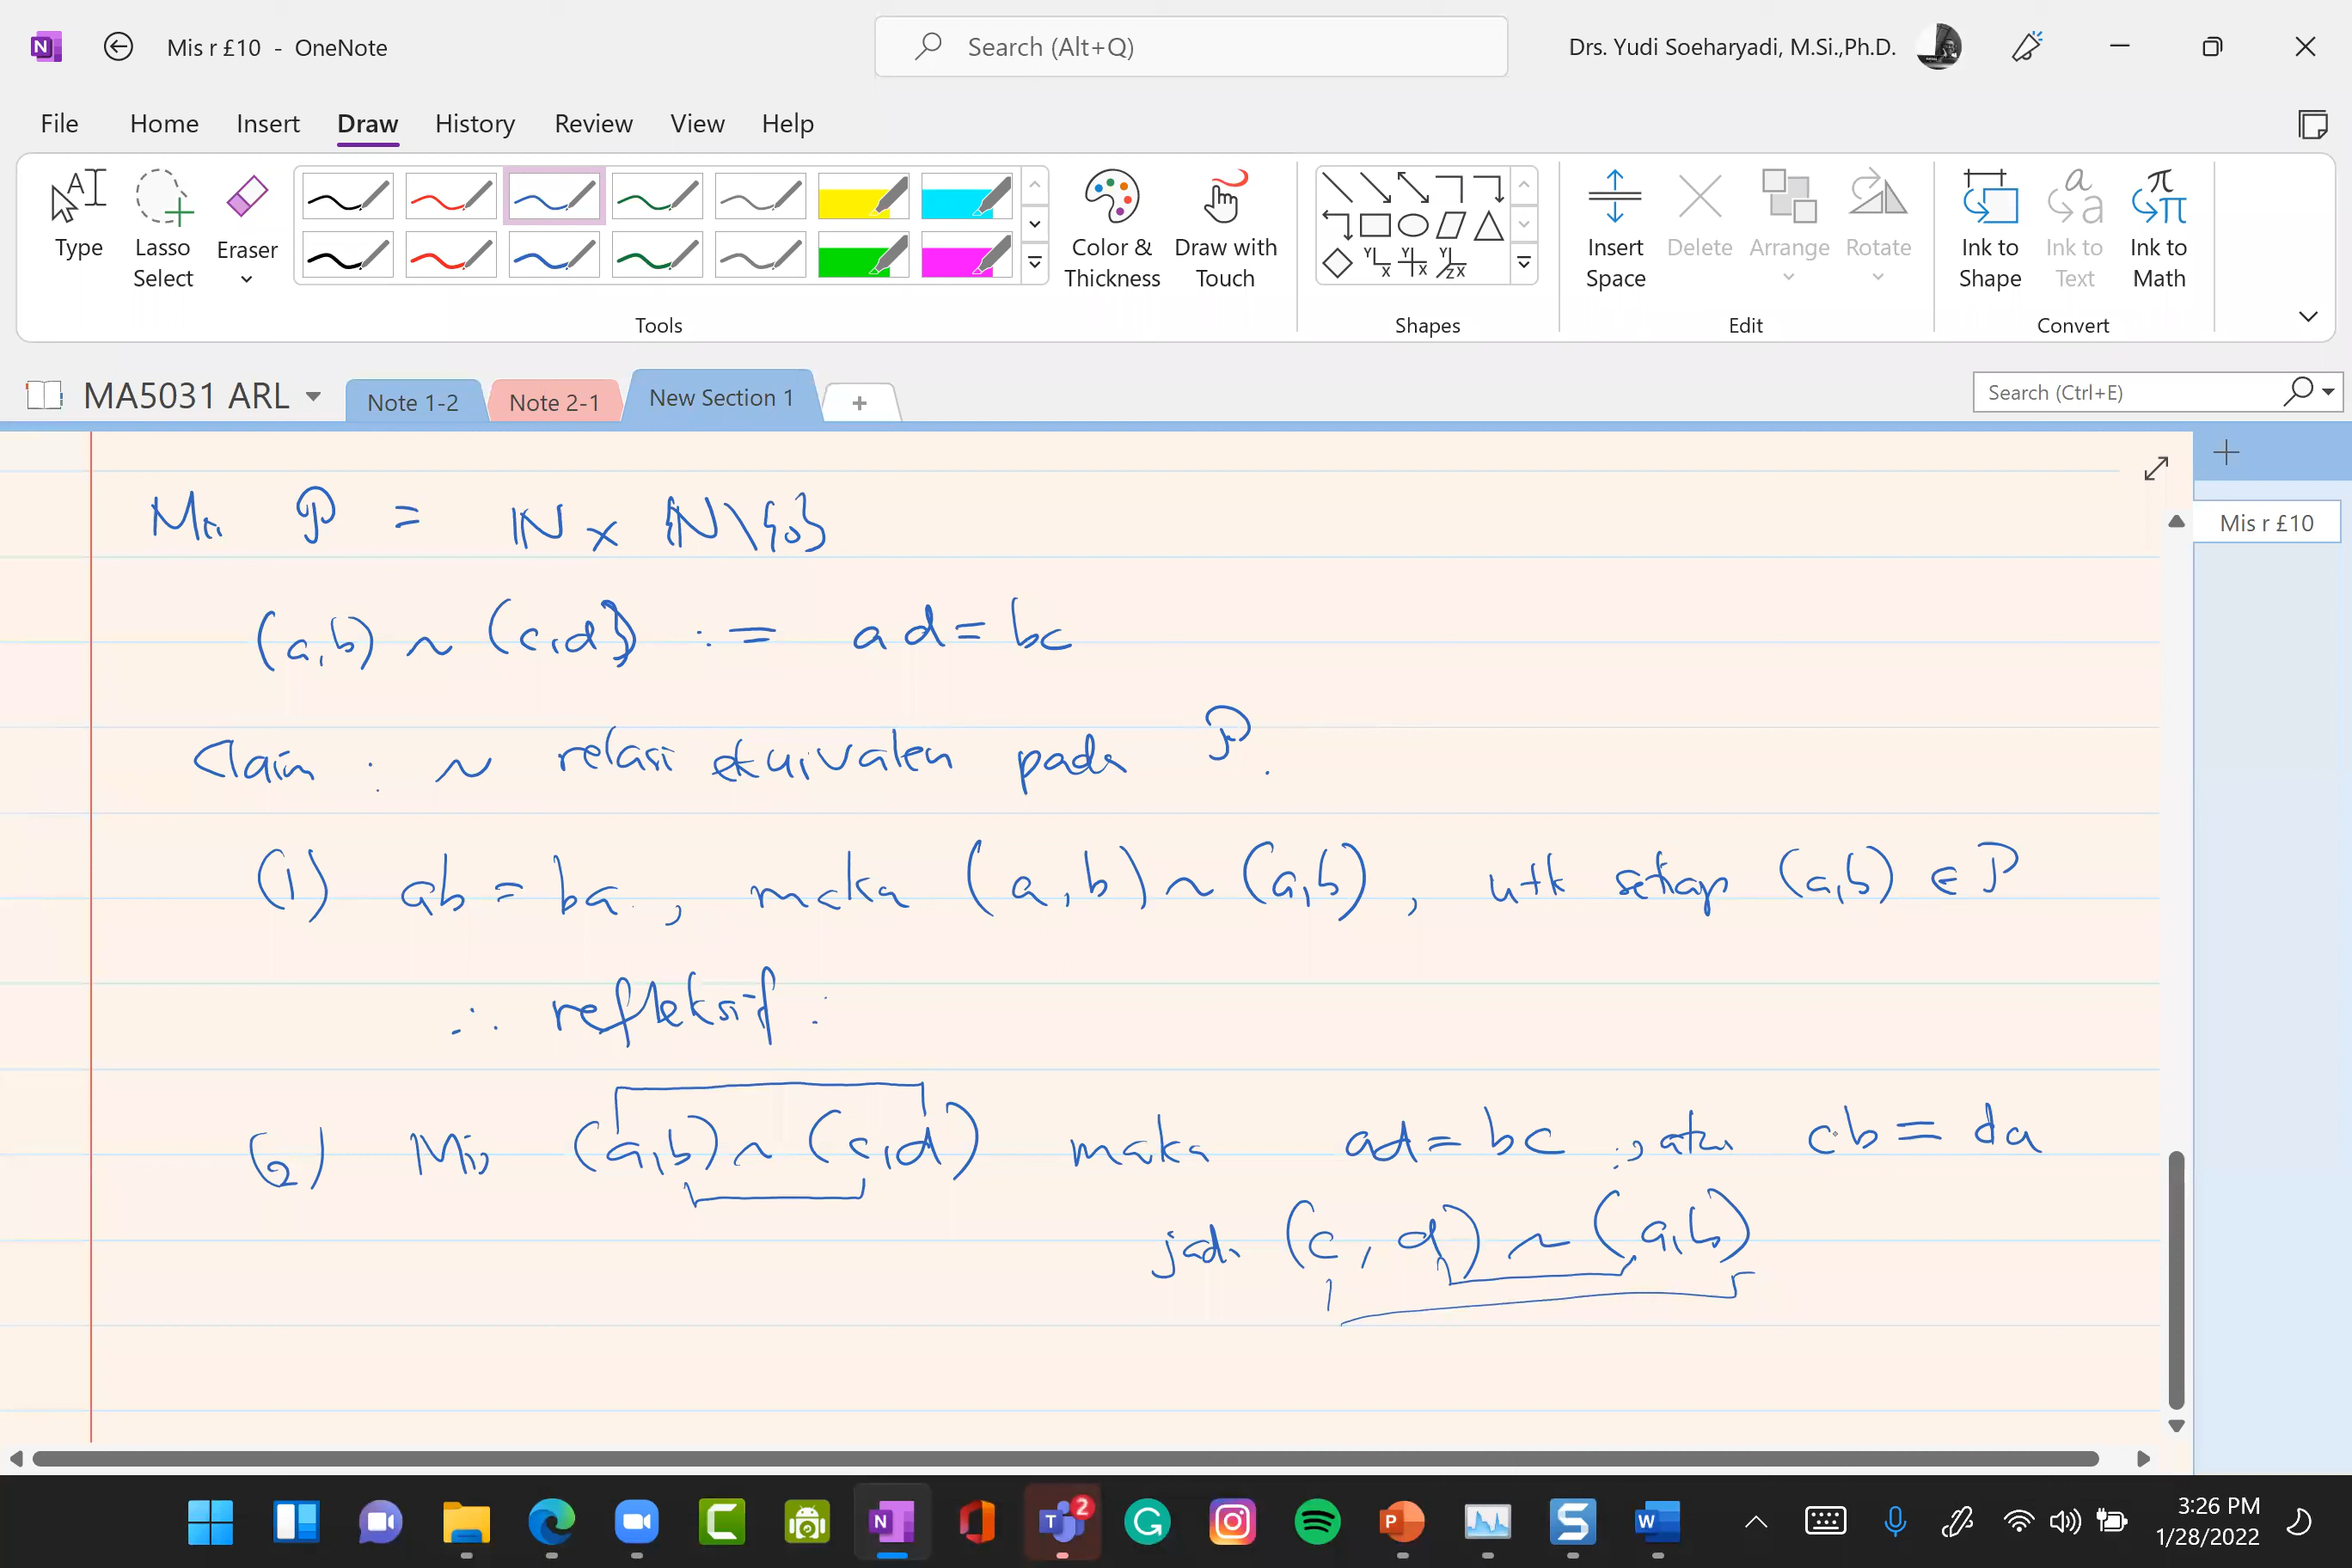 Mis r £10 - OneNote
Search (Alt+Q)
Drs. Yudi Soeharyadi, M.Si.,Ph.D.
File Home Insert Draw History Review View Help
Type
Lasso Select
Eraser
Color & Thickness
Draw with Touch
Insert Space
Delete
Arrange
Rotate
Ink to Shape
Ink to Text
Ink to Math
Tools Shapes Edit Convert
MA5031 ARL Note 1-2 Note 2-1 New Section 1 +
Search (Ctrl+E)
Mis r £10
P = ℕ × {ℕ\{0}
(a,b) ~ (c,d) := ad = bc
Claim : ~ relasi ekuivalen pada P.
(1) ab = ba, maka (a,b) ~ (a,b), utk setiap (a,b) ∈ P
∴ refleksif :
(2) Mis (a,b) ~ (c,d) maka ad = bc ; atau cb = da
jadi (c,d) ~ (a,b)
2
3:26 PM
1/28/2022